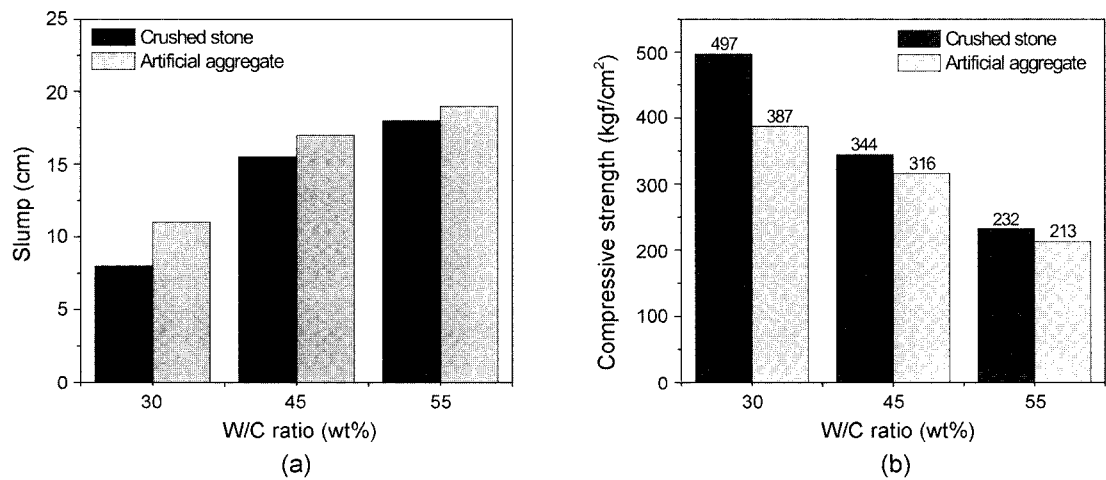 25
20
15
10
5
0
Slump (cm)
Crushed stone
Artificial aggregate
30 45 55
W/C ratio (wt%)
(a)
500
400
300
200
100
0
Compressive strength (kgf/cm²)
Crushed stone
Artificial aggregate
497
387
344
316
232
213
30 45 55
W/C ratio (wt%)
(b)